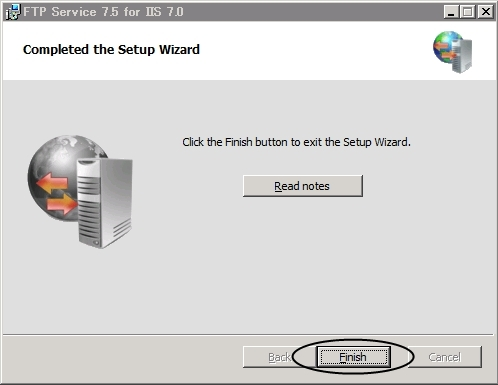 FTP Service 7.5 for IIS 7.0
Completed the Setup Wizard
Click the Finish button to exit the Setup Wizard.
Read notes
Back Finish Cancel